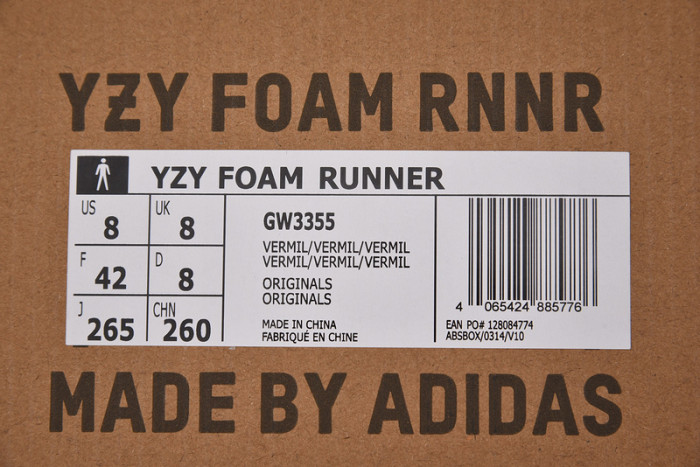 YZY FOAM RNNR
YZY FOAM RUNNER
US 8 UK 8
F 42 D 8
J 265 CHN 260
GW3355
VERMIL/VERMIL/VERMIL
VERMIL/VERMIL/VERMIL
ORIGINALS
ORIGINALS
MADE IN CHINA
FABRIQUÉ EN CHINE
4 065424 885776
EAN PO# 128084774
ABSBOX/0314/V10
MADE BY ADIDAS